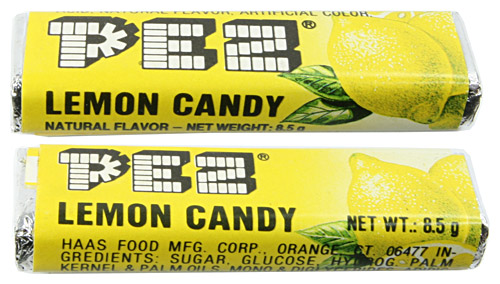 NATURAL FLAVOR. ARTIFICIAL COLOR.
PEZ®
LEMON CANDY
NATURAL FLAVOR – NET WEIGHT: 8.5 g
PEZ®
LEMON CANDY NET WT.: 8.5 g
HAAS FOOD MFG. CORP., ORANGE, CT. 06477 IN-
GREDIENTS: SUGAR, GLUCOSE, HYDROG. PALM
KERNEL & PALM OILS, MONO & DIGLYCERIDES,